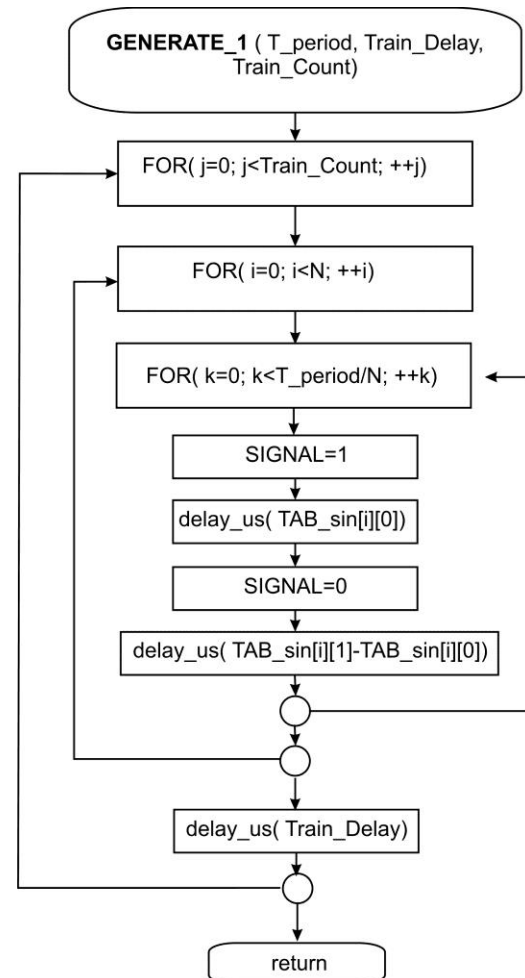 GENERATE_1 ( T_period, Train_Delay,
Train_Count)
FOR( j=0; j<Train_Count; ++j)
FOR( i=0; i<N; ++i)
FOR( k=0; k<T_period/N; ++k)
SIGNAL=1
delay_us( TAB_sin[i][0])
SIGNAL=0
delay_us( TAB_sin[i][1]-TAB_sin[i][0])
delay_us( Train_Delay)
return